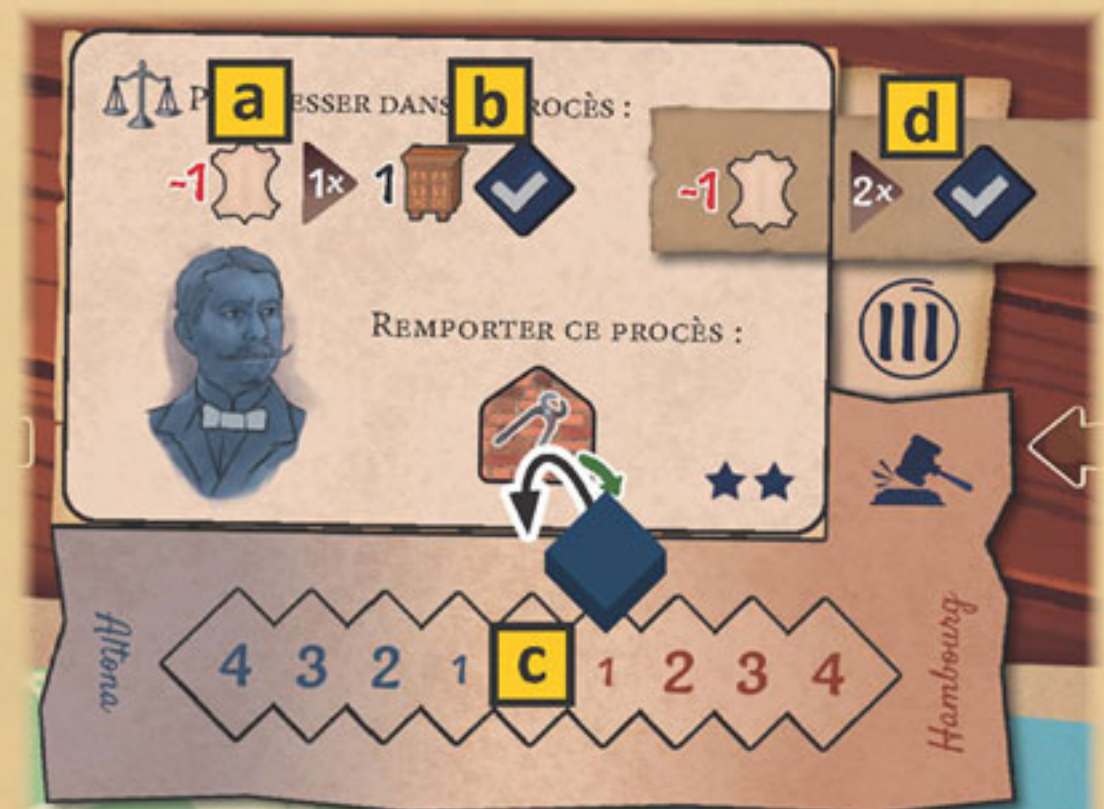 a b d
P ESSER DANS ROCÈS :
-1 1x 1 -1 2x
III
REMPORTER CE PROCÈS :
Altona
4 3 2 1 c 1 2 3 4
Hambourg